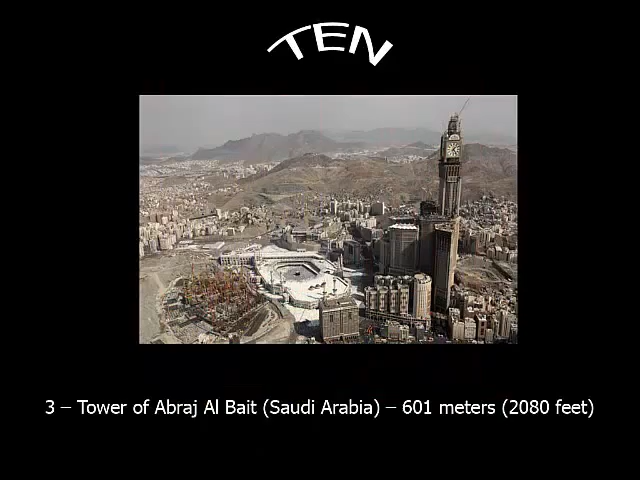 TEN
3 – Tower of Abraj Al Bait (Saudi Arabia) – 601 meters (2080 feet)